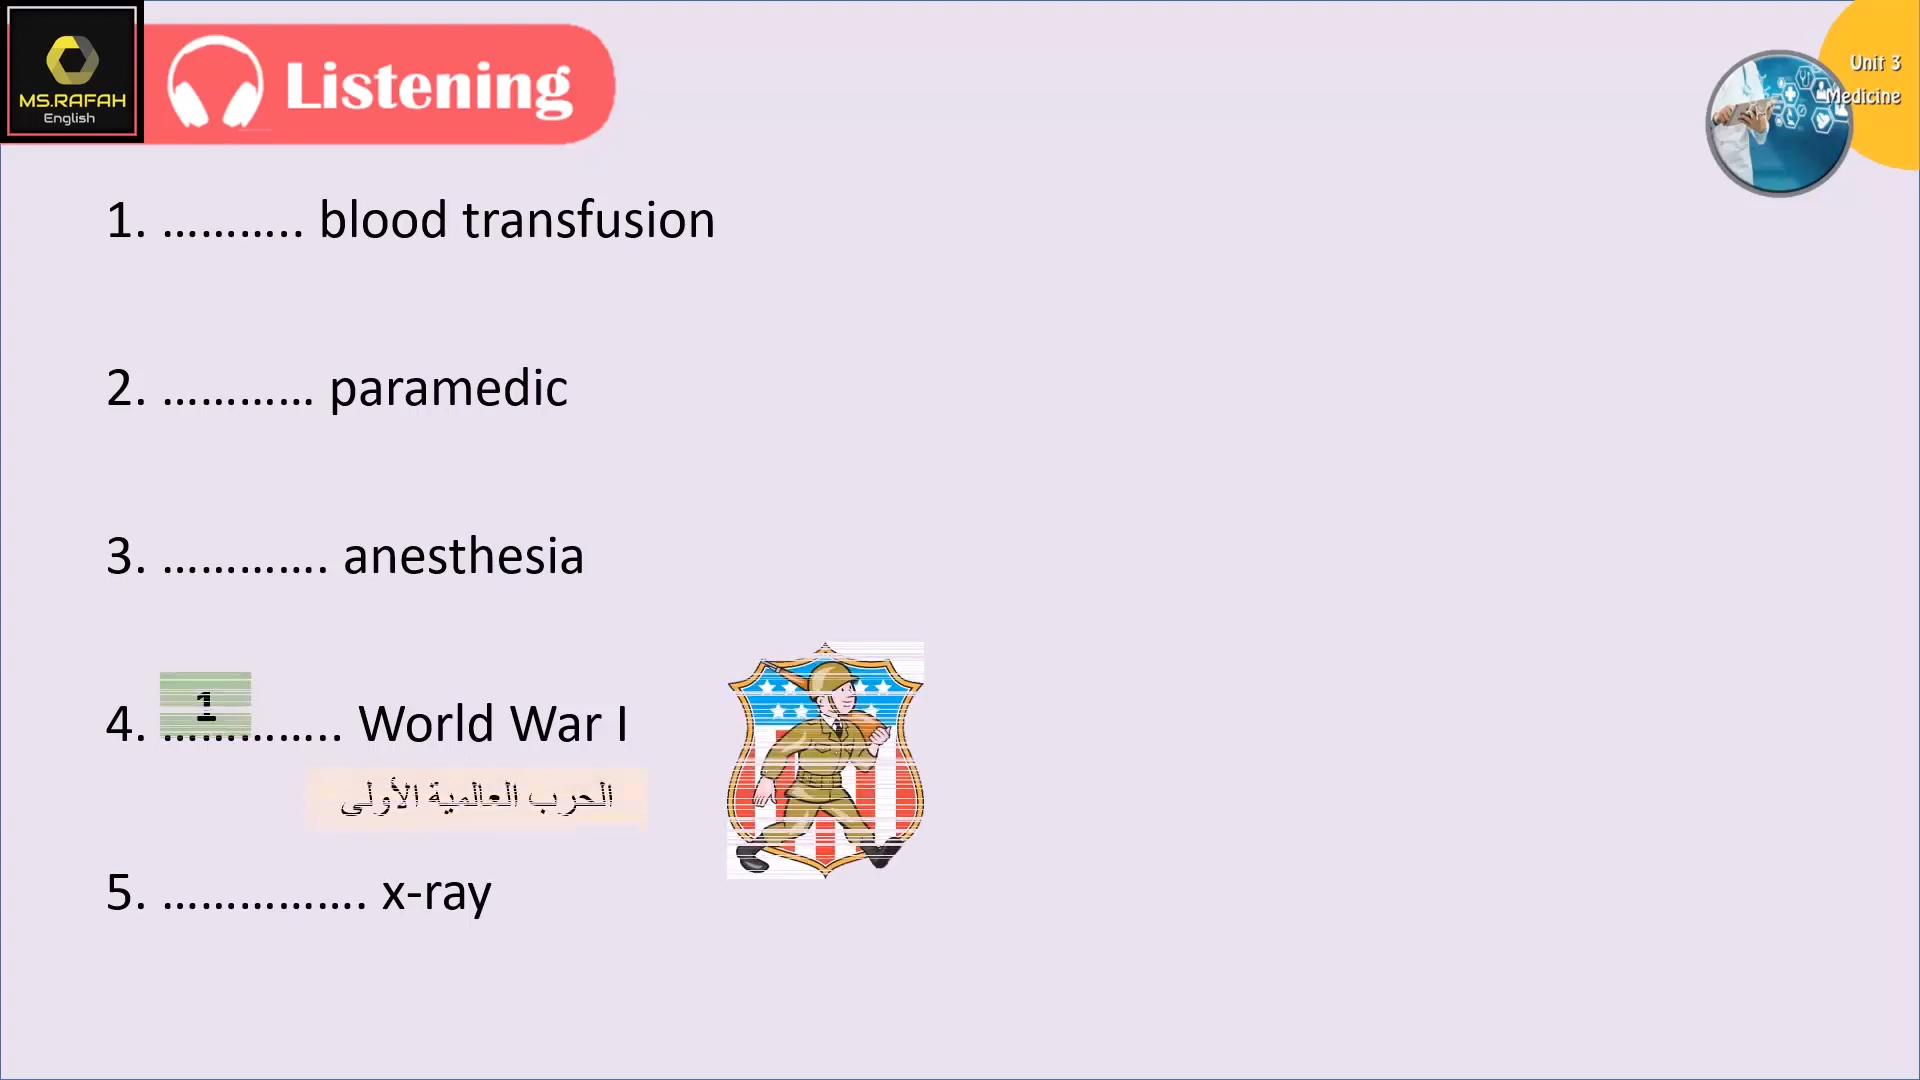 MS.RAFAH
English
Listening
Unit 3
Medicine
1. ……….. blood transfusion
2. ………… paramedic
3. …………. anesthesia
1
4. ………….. World War I
الحرب العالمية الأولى
5. ……………. x-ray